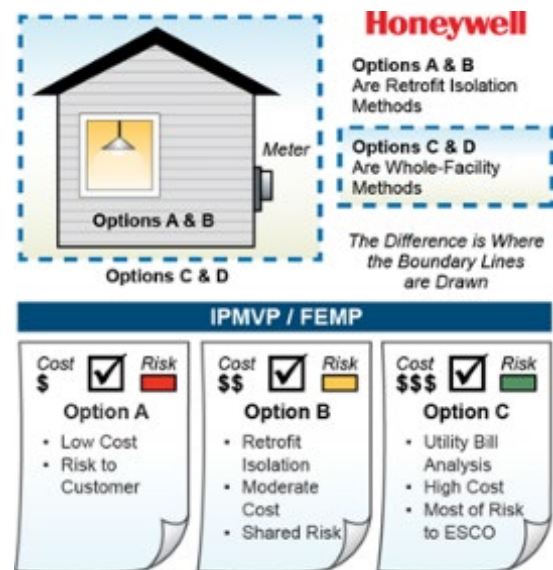 Honeywell
Options A & B
Are Retrofit Isolation
Methods
Meter
Options C & D
Are Whole-Facility
Methods
Options A & B
The Difference is Where
the Boundary Lines
are Drawn
Options C & D
IPMVP / FEMP
Cost
$
Risk
Option A
• Low Cost
• Risk to
Customer
Cost
$$
Risk
Option B
• Retrofit
Isolation
• Moderate
Cost
• Shared Risk
Cost
$$$
Risk
Option C
• Utility Bill
Analysis
• High Cost
• Most of Risk
to ESCO